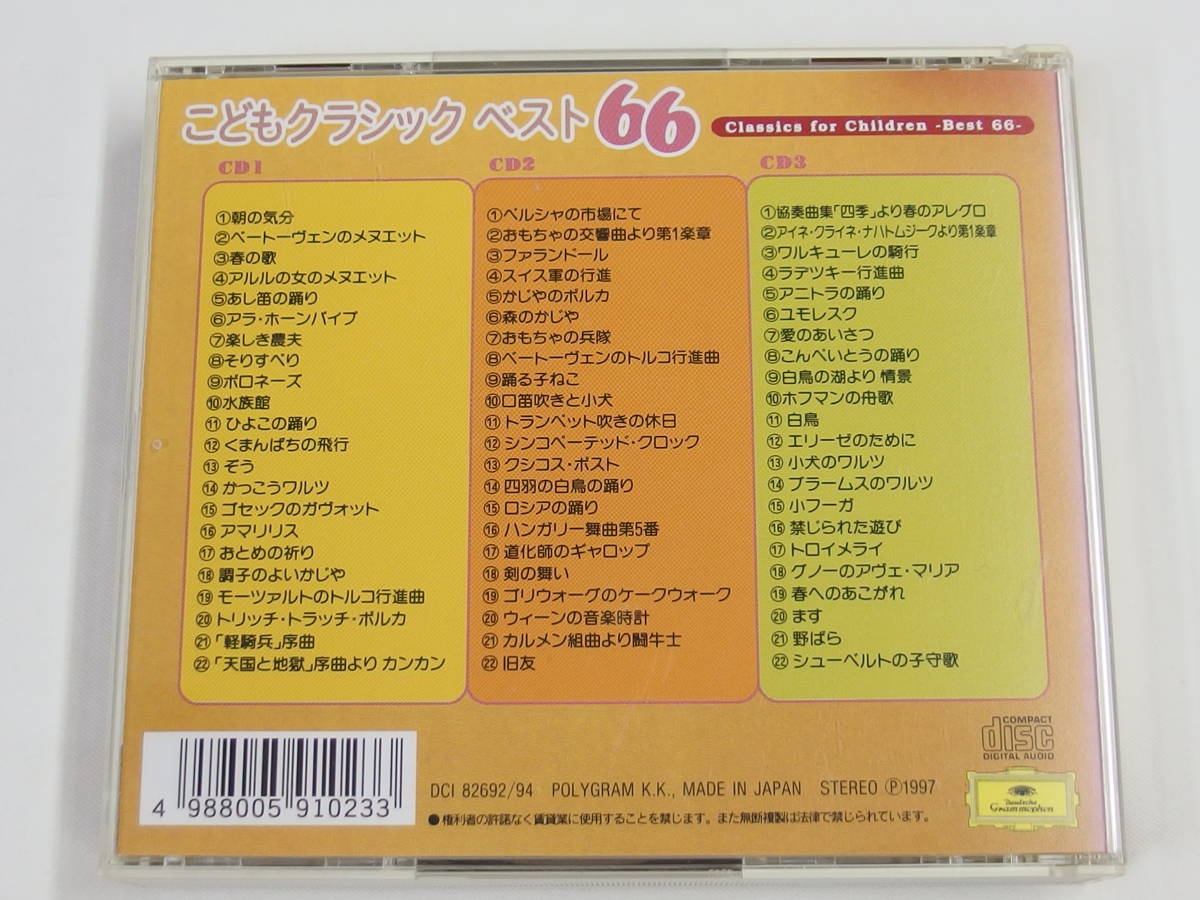 こどもクラシック ベスト66
Classics for Children -Best 66-
CD1
①朝の気分
②ベートーヴェンのメヌエット
③春の歌
④アルルの女のメヌエット
⑤あし笛の踊り
⑥アラ・ホーンパイプ
⑦楽しき農夫
⑧そりすべり
⑨ポロネーズ
⑩水族館
⑪ひよこの踊り
⑫くまんばちの飛行
⑬ぞう
⑭かっこうワルツ
⑮ゴセックのガヴォット
⑯アマリリス
⑰おとめの祈り
⑱調子のよいかじや
⑲モーツァルトのトルコ行進曲
⑳トリッチ・トラッチ・ポルカ
㉑「軽騎兵」序曲
㉒「天国と地獄」序曲より カンカン
CD2
①ペルシャの市場にて
②おもちゃの交響曲より第1楽章
③ファランドール
④スイス軍の行進
⑤かじやのポルカ
⑥森のかじや
⑦おもちゃの兵隊
⑧ベートーヴェンのトルコ行進曲
⑨踊る子ねこ
⑩口笛吹きと小犬
⑪トランペット吹きの休日
⑫シンコペーテッド・クロック
⑬クシコス・ポスト
⑭四羽の白鳥の踊り
⑮ロシアの踊り
⑯ハンガリー舞曲第5番
⑰道化師のギャロップ
⑱剣の舞い
⑲ゴリウォーグのケークウォーク
⑳ウィーンの音楽時計
㉑カルメン組曲より闘牛士
㉒旧友
CD3
①協奏曲集「四季」より春のアレグロ
②アイネ・クライネ・ナハトムジークより第1楽章
③ワルキューレの騎行
④ラデツキー行進曲
⑤アニトラの踊り
⑥ユモレスク
⑦愛のあいさつ
⑧こんぺいとうの踊り
⑨白鳥の湖より 情景
⑩ホフマンの舟歌
⑪白鳥
⑫エリーゼのために
⑬小犬のワルツ
⑭ブラームスのワルツ
⑮小フーガ
⑯禁じられた遊び
⑰トロイメライ
⑱グノーのアヴェ・マリア
⑲春へのあこがれ
⑳ます
㉑野ばら
㉒シューベルトの子守歌
4 988005 910233
DCI 82692/94 POLYGRAM K.K., MADE IN JAPAN STEREO Ⓟ1997
●権利者の許諾なく賃貸業に使用することを禁じます。また無断複製は法律で禁じられています。
COMPACT
disc
DIGITAL AUDIO
Deutsche
Grammophon